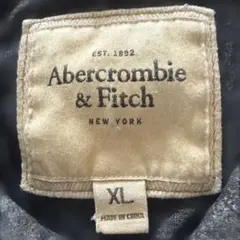 EST. 1892
Abercrombie
& Fitch
NEW YORK
XL
MADE IN CHINA